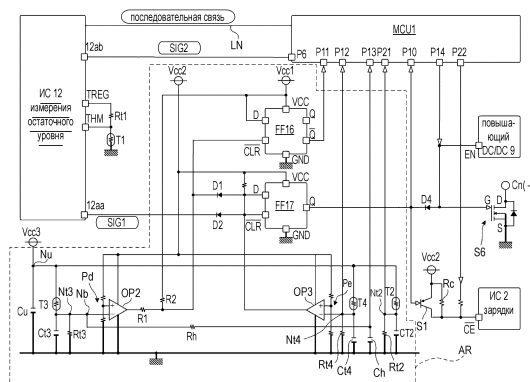 последовательная связь
LN
MCU1
12ab
SIG2
P6
P11 P12 P13 P21 P10 P14 P22
ИС 12
измерения
остаточного
уровня
TREG
Rt1
THM
T1
Vcc2
Vcc1
VCC
D
Q
FF16
Q
CLR
GND
повышающий
DC/DC 9
EN
12aa
SIG1
D1
D2
VCC
D
Q
FF17
CLR
GND
D4
G
D
S
Cn(-
S6
Vcc3
Nu
Pd
OP2
Nt3
Nb
T3
Cu
Ct3
Rt3
R1
R2
Rh
OP3
Pe
T4
Nt2
T2
Nt4
Rt4
Ct4
Ch
Rt2
CT2
Vcc2
Rc
S1
CE
ИС 2
зарядки
AR